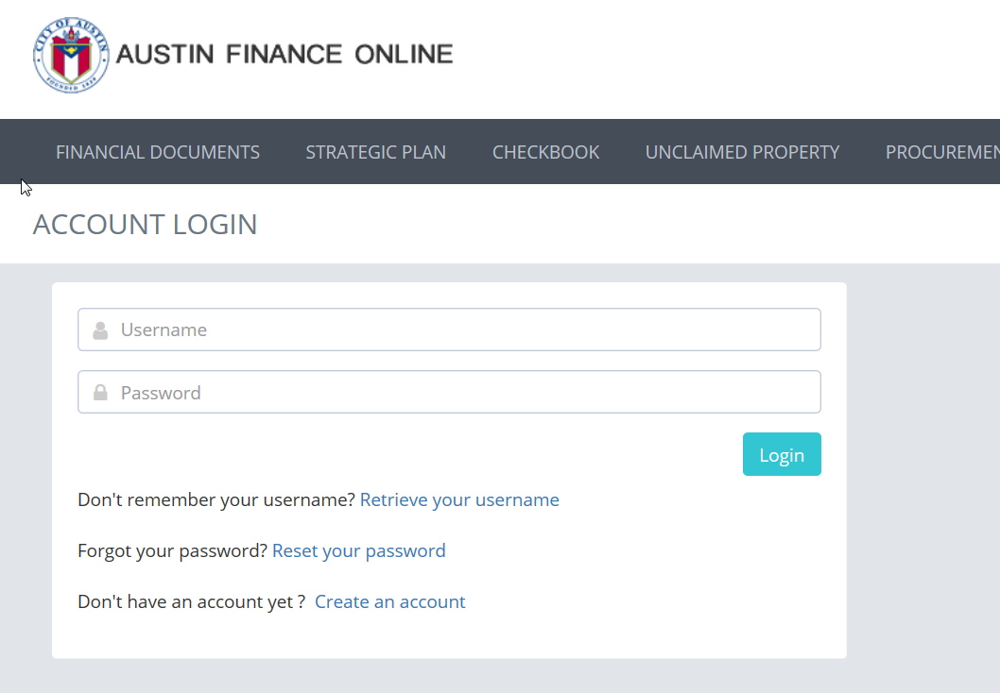 CITY OF AUSTIN
FOUNDED 1839
AUSTIN FINANCE ONLINE
FINANCIAL DOCUMENTS STRATEGIC PLAN CHECKBOOK UNCLAIMED PROPERTY PROCUREMEN
ACCOUNT LOGIN
Username
Password
Login
Don't remember your username? Retrieve your username
Forgot your password? Reset your password
Don't have an account yet ? Create an account